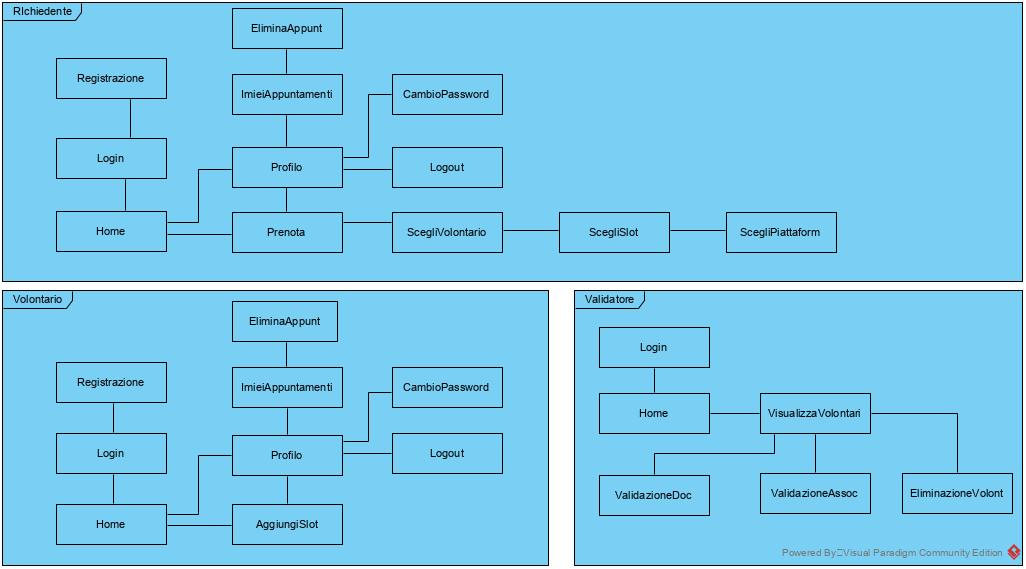 RIchiedente
EliminaAppunt
Registrazione
ImieiAppuntamenti
CambioPassword
Login
Profilo
Logout
Home
Prenota
ScegliVolontario
ScegliSlot
ScegliPiattaform
Volontario
EliminaAppunt
Registrazione
ImieiAppuntamenti
CambioPassword
Login
Profilo
Logout
Home
AggiungiSlot
Validatore
Login
Home
VisualizzaVolontari
ValidazioneDoc
ValidazioneAssoc
EliminazioneVolont
Powered By Visual Paradigm Community Edition